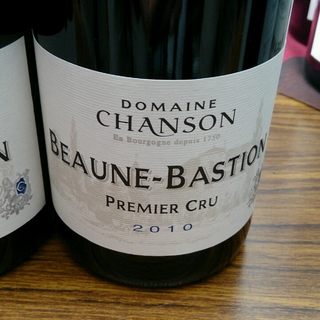 DOMAINE
CHANSON
En Bourgogne depuis 1750
BEAUNE-BASTION
PREMIER CRU
2010
N